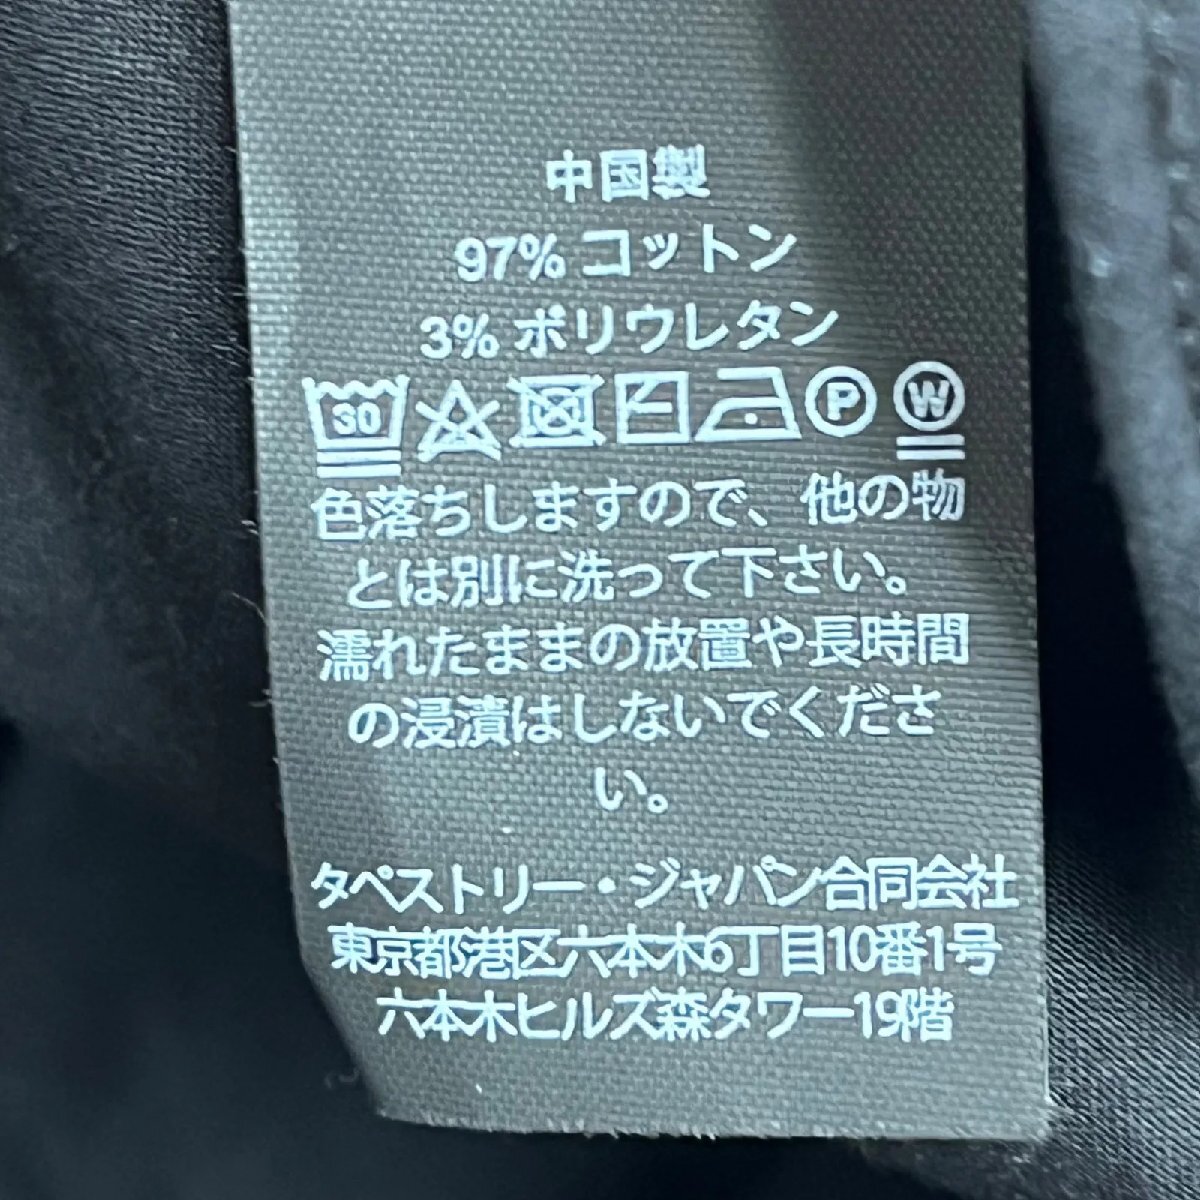 中国製
97% コットン
3% ポリウレタン
30 P W
色落ちしますので、他の物
とは別に洗って下さい。
濡れたままの放置や長時間
の浸漬はしないでくださ
い。
タペストリー・ジャパン合同会社
東京都港区六本木6丁目10番1号
六本木ヒルズ森タワー19階